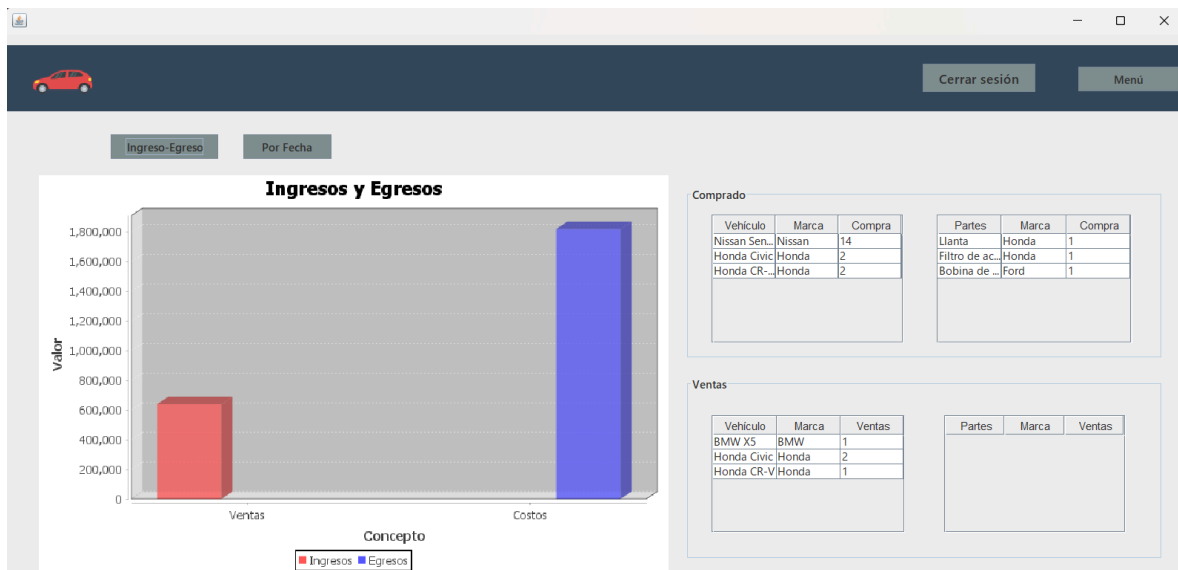 Cerrar sesión Menú
Ingreso-Egreso Por Fecha
Ingresos y Egresos
Valor
1,800,000
1,600,000
1,400,000
1,200,000
1,000,000
800,000
600,000
400,000
200,000
0
Ventas Costos
Concepto
Ingresos Egresos
Comprado
Vehículo Marca Compra
Nissan Sen... Nissan 14
Honda Civic Honda 2
Honda CR-... Honda 2
Partes Marca Compra
Llanta Honda 1
Filtro de ac... Honda 1
Bobina de ... Ford 1
Ventas
Vehículo Marca Ventas
BMW X5 BMW 1
Honda Civic Honda 2
Honda CR-V Honda 1
Partes Marca Ventas